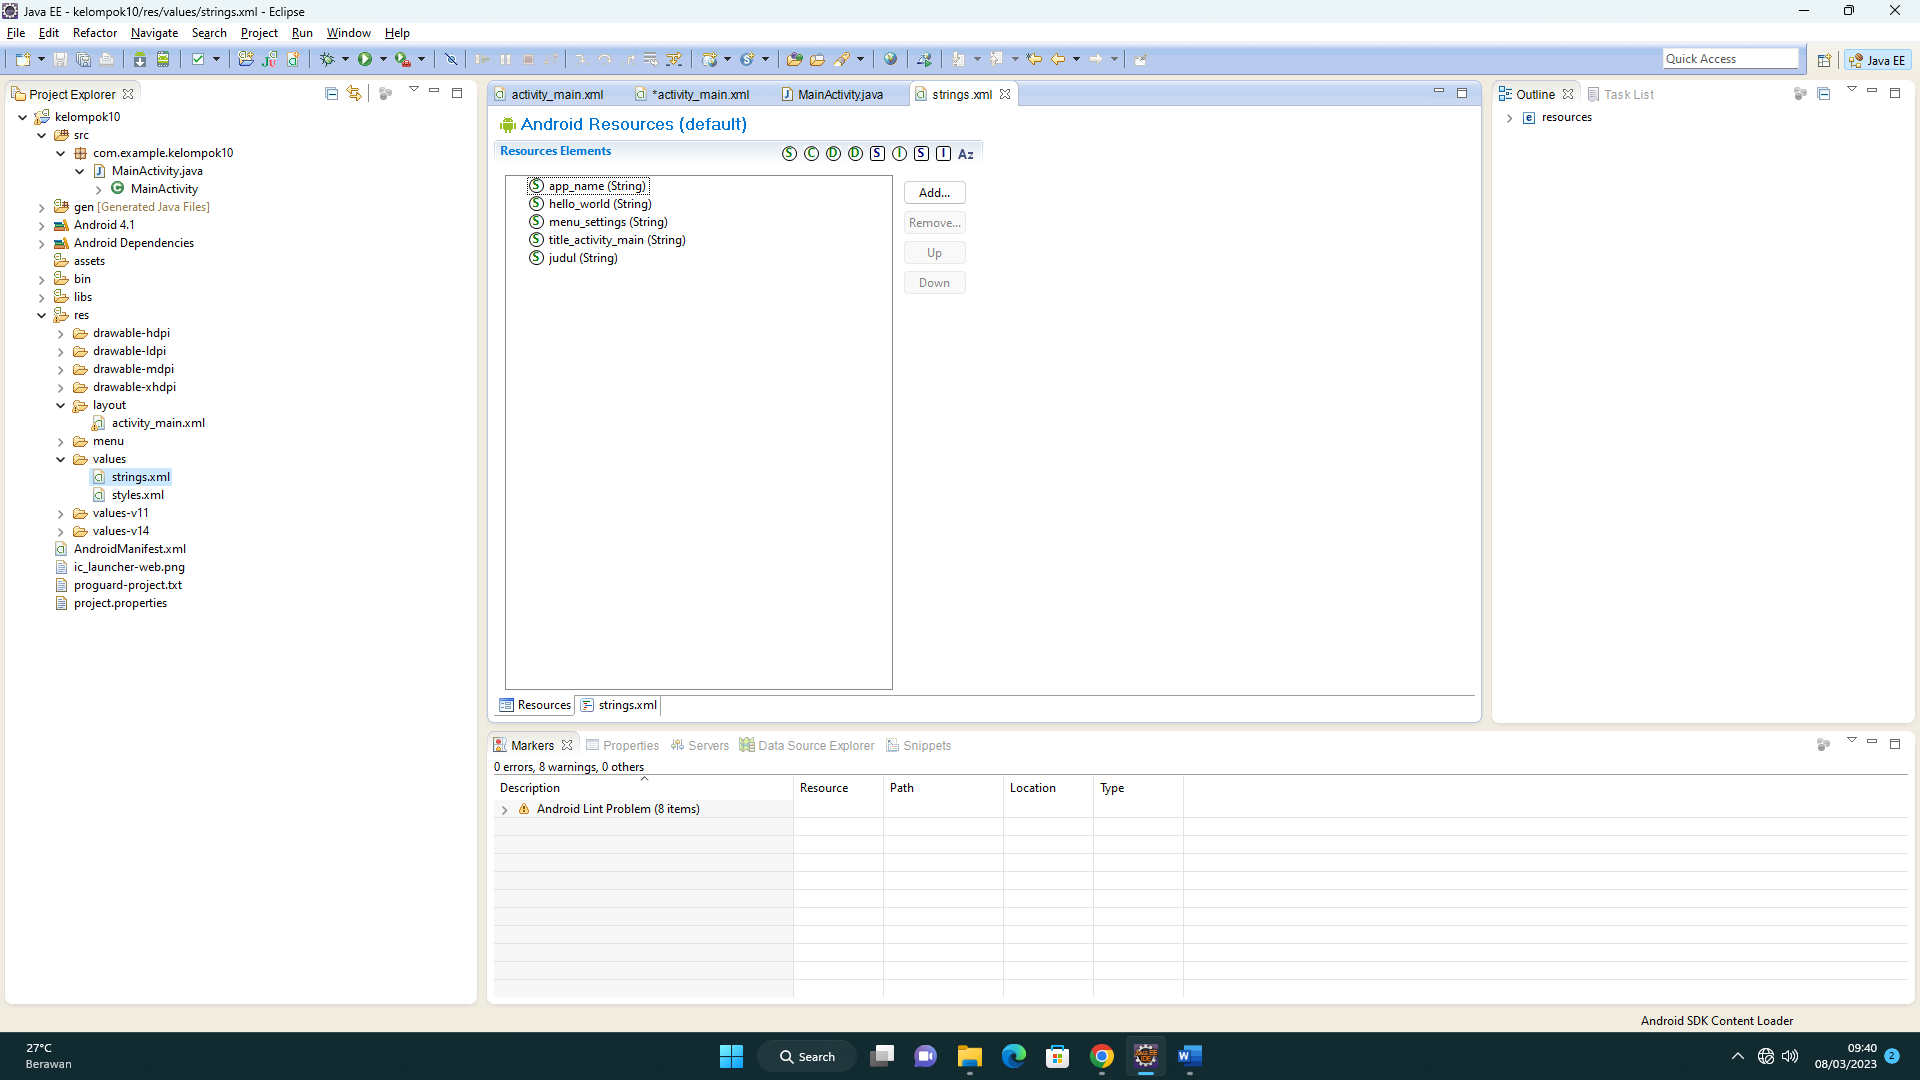 Java EE - kelompok10/res/values/strings.xml - Eclipse
File Edit Refactor Navigate Search Project Run Window Help
Quick Access
Java EE
Project Explorer
kelompok10
src
com.example.kelompok10
MainActivity.java
MainActivity
gen [Generated Java Files]
Android 4.1
Android Dependencies
assets
bin
libs
res
drawable-hdpi
drawable-ldpi
drawable-mdpi
drawable-xhdpi
layout
activity_main.xml
menu
values
strings.xml
styles.xml
values-v11
values-v14
AndroidManifest.xml
ic_launcher-web.png
proguard-project.txt
project.properties
activity_main.xml *activity_main.xml MainActivity.java strings.xml
Android Resources (default)
Resources Elements
S C D D S I S I Az
S app_name (String)
S hello_world (String)
S menu_settings (String)
S title_activity_main (String)
S judul (String)
Add...
Remove...
Up
Down
Resources strings.xml
Outline Task List
e resources
Markers Properties Servers Data Source Explorer Snippets
0 errors, 8 warnings, 0 others
Description Resource Path Location Type
Android Lint Problem (8 items)
Android SDK Content Loader
27°C
Berawan
Search
09:40
08/03/2023
2